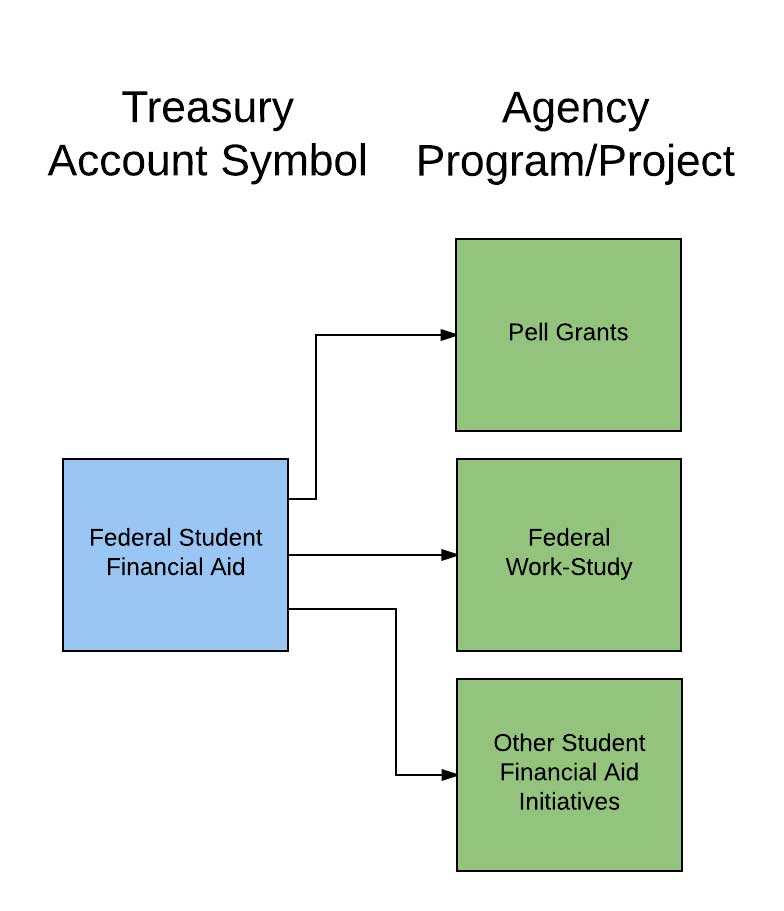 Treasury
Account Symbol
Agency
Program/Project
Pell Grants
Federal Student
Financial Aid
Federal
Work-Study
Other Student
Financial Aid
Initiatives